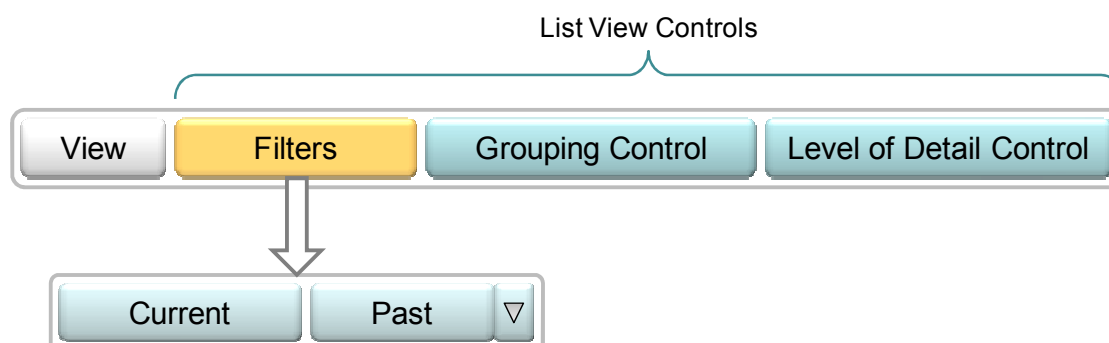 List View Controls
View Filters Grouping Control Level of Detail Control
Current Past